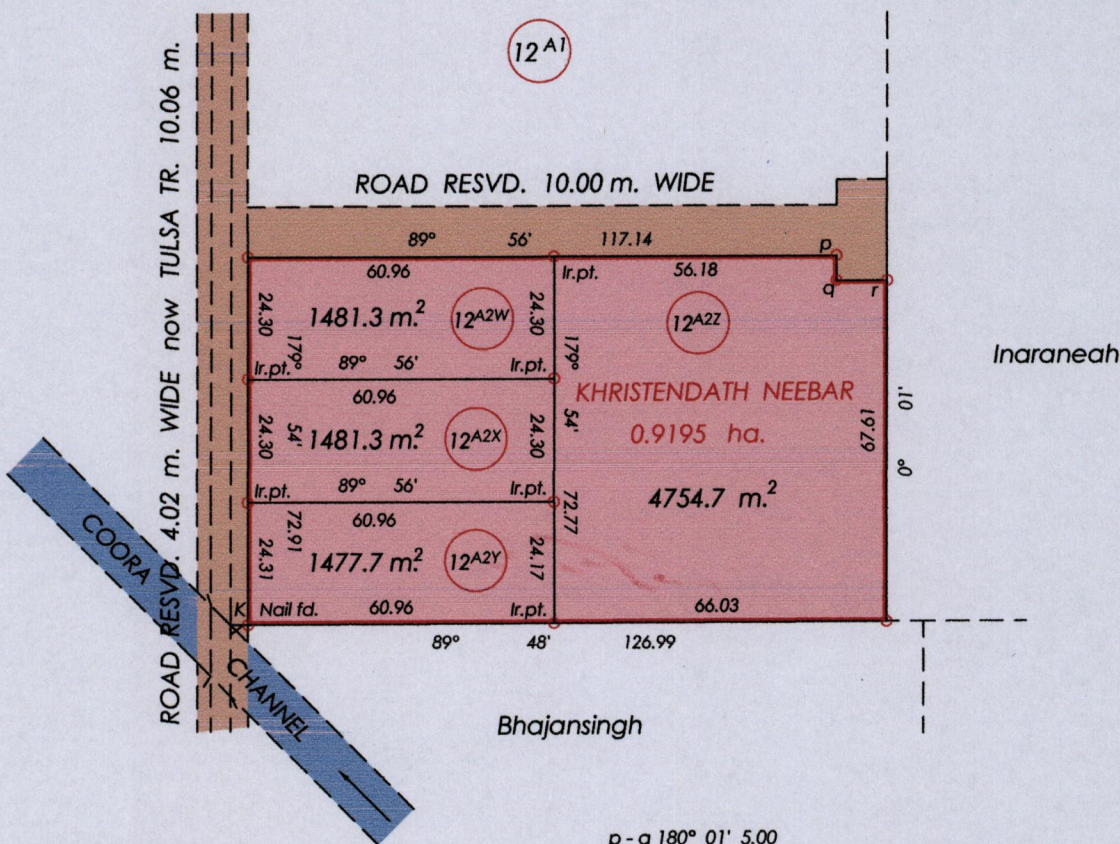 12A1
ROAD RESVD. 4.02 m. WIDE now TULSA TR. 10.06 m.
ROAD RESVD. 10.00 m. WIDE
89° 56' 117.14
p
60.96
Ir.pt.
56.18
q
r
24.30
1481.3 m.²
12A2W
24.30
12A2Z
179°
179°
Inaraneah
Ir.pt.
89° 56'
Ir.pt.
60.96
KHRISTENDATH NEEBAR
0.9195 ha.
67.61
0° 01'
24.30
54'
1481.3 m.²
12A2X
24.30
54'
Ir.pt.
89° 56'
Ir.pt.
60.96
4754.7 m.²
72.91
72.77
24.31
1477.7 m.²
12A2Y
24.17
COORA
K
Nail fd.
60.96
Ir.pt.
66.03
89° 48' 126.99
CHANNEL
Bhajansingh
p - q 180° 01' 5.00